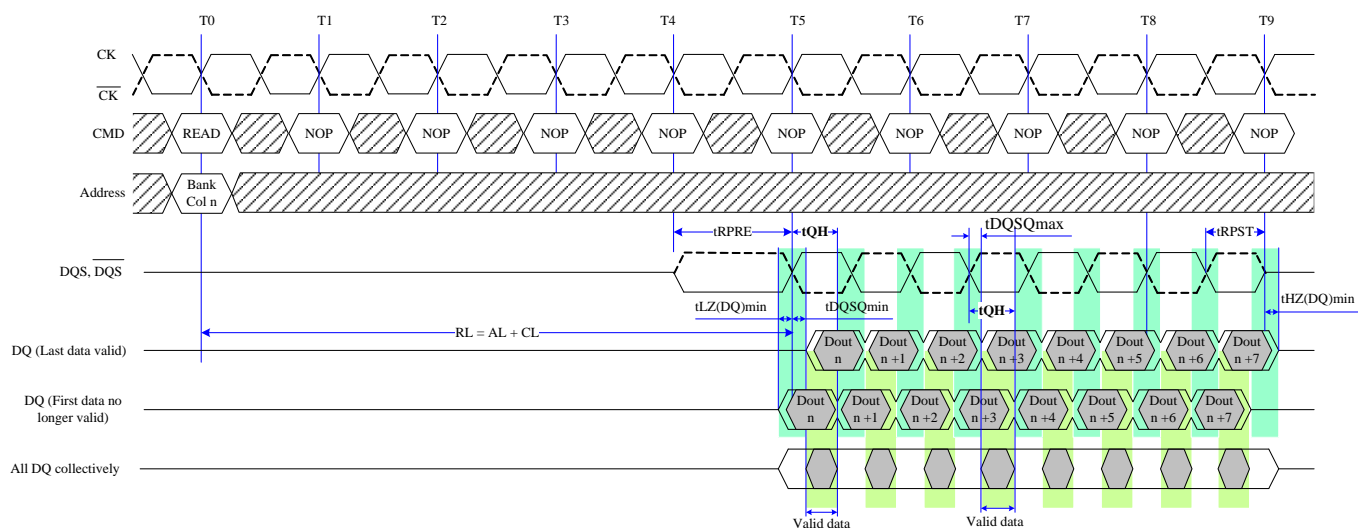 T0 T1 T2 T3 T4 T5 T6 T7 T8 T9
CK
CK
CMD READ NOP NOP NOP NOP NOP NOP NOP NOP NOP
Address Bank
Col n
tRPRE tQH tDQSQmax tRPST
DQS, DQS
tLZ(DQ)min tDQSQmin tHZ(DQ)min
tQH
RL = AL + CL
DQ (Last data valid)
Dout Dout Dout Dout Dout Dout Dout Dout
n n +1 n +2 n +3 n +4 n +5 n +6 n +7
DQ (First data no
longer valid)
Dout Dout Dout Dout Dout Dout Dout Dout
n n +1 n +2 n +3 n +4 n +5 n +6 n +7
All DQ collectively
Valid data Valid data